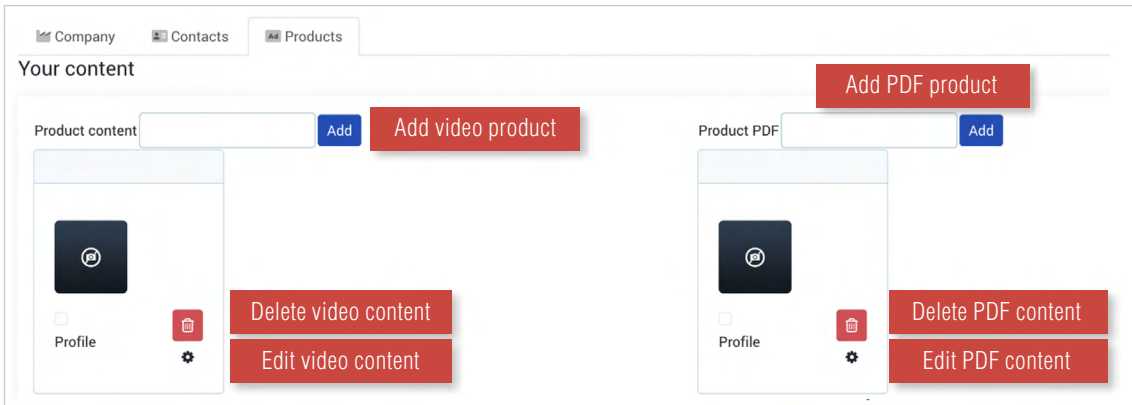 Company Contacts Ad Products
Your content
Add PDF product
Product content Add Add video product Product PDF Add
Delete video content Delete PDF content
Profile Profile
Edit video content Edit PDF content